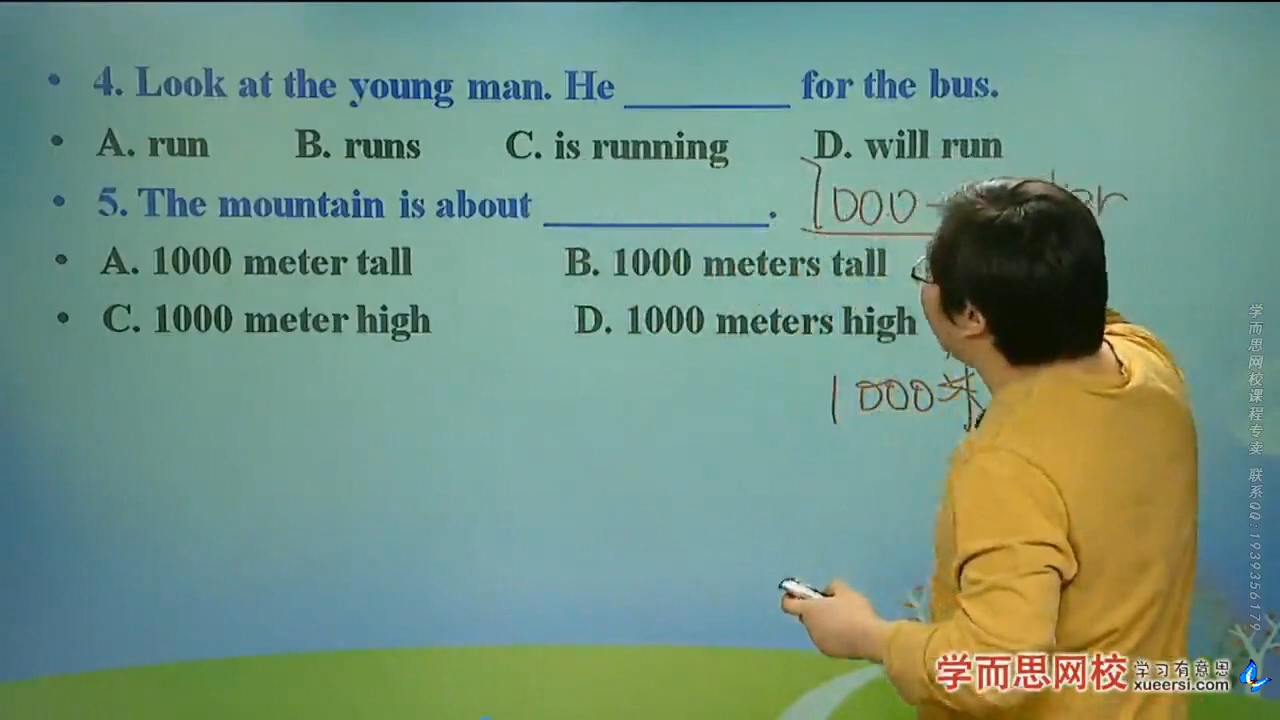 • 4. Look at the young man. He ________ for the bus.
• A. run B. runs C. is running D. will run
• 5. The mountain is about ________.
1000-
• A. 1000 meter tall B. 1000 meters tall
• C. 1000 meter high D. 1000 meters high
1000米
学而思网校课程专卖 联系QQ:1939356179
学而思网校 学习有意思
xueersi.com